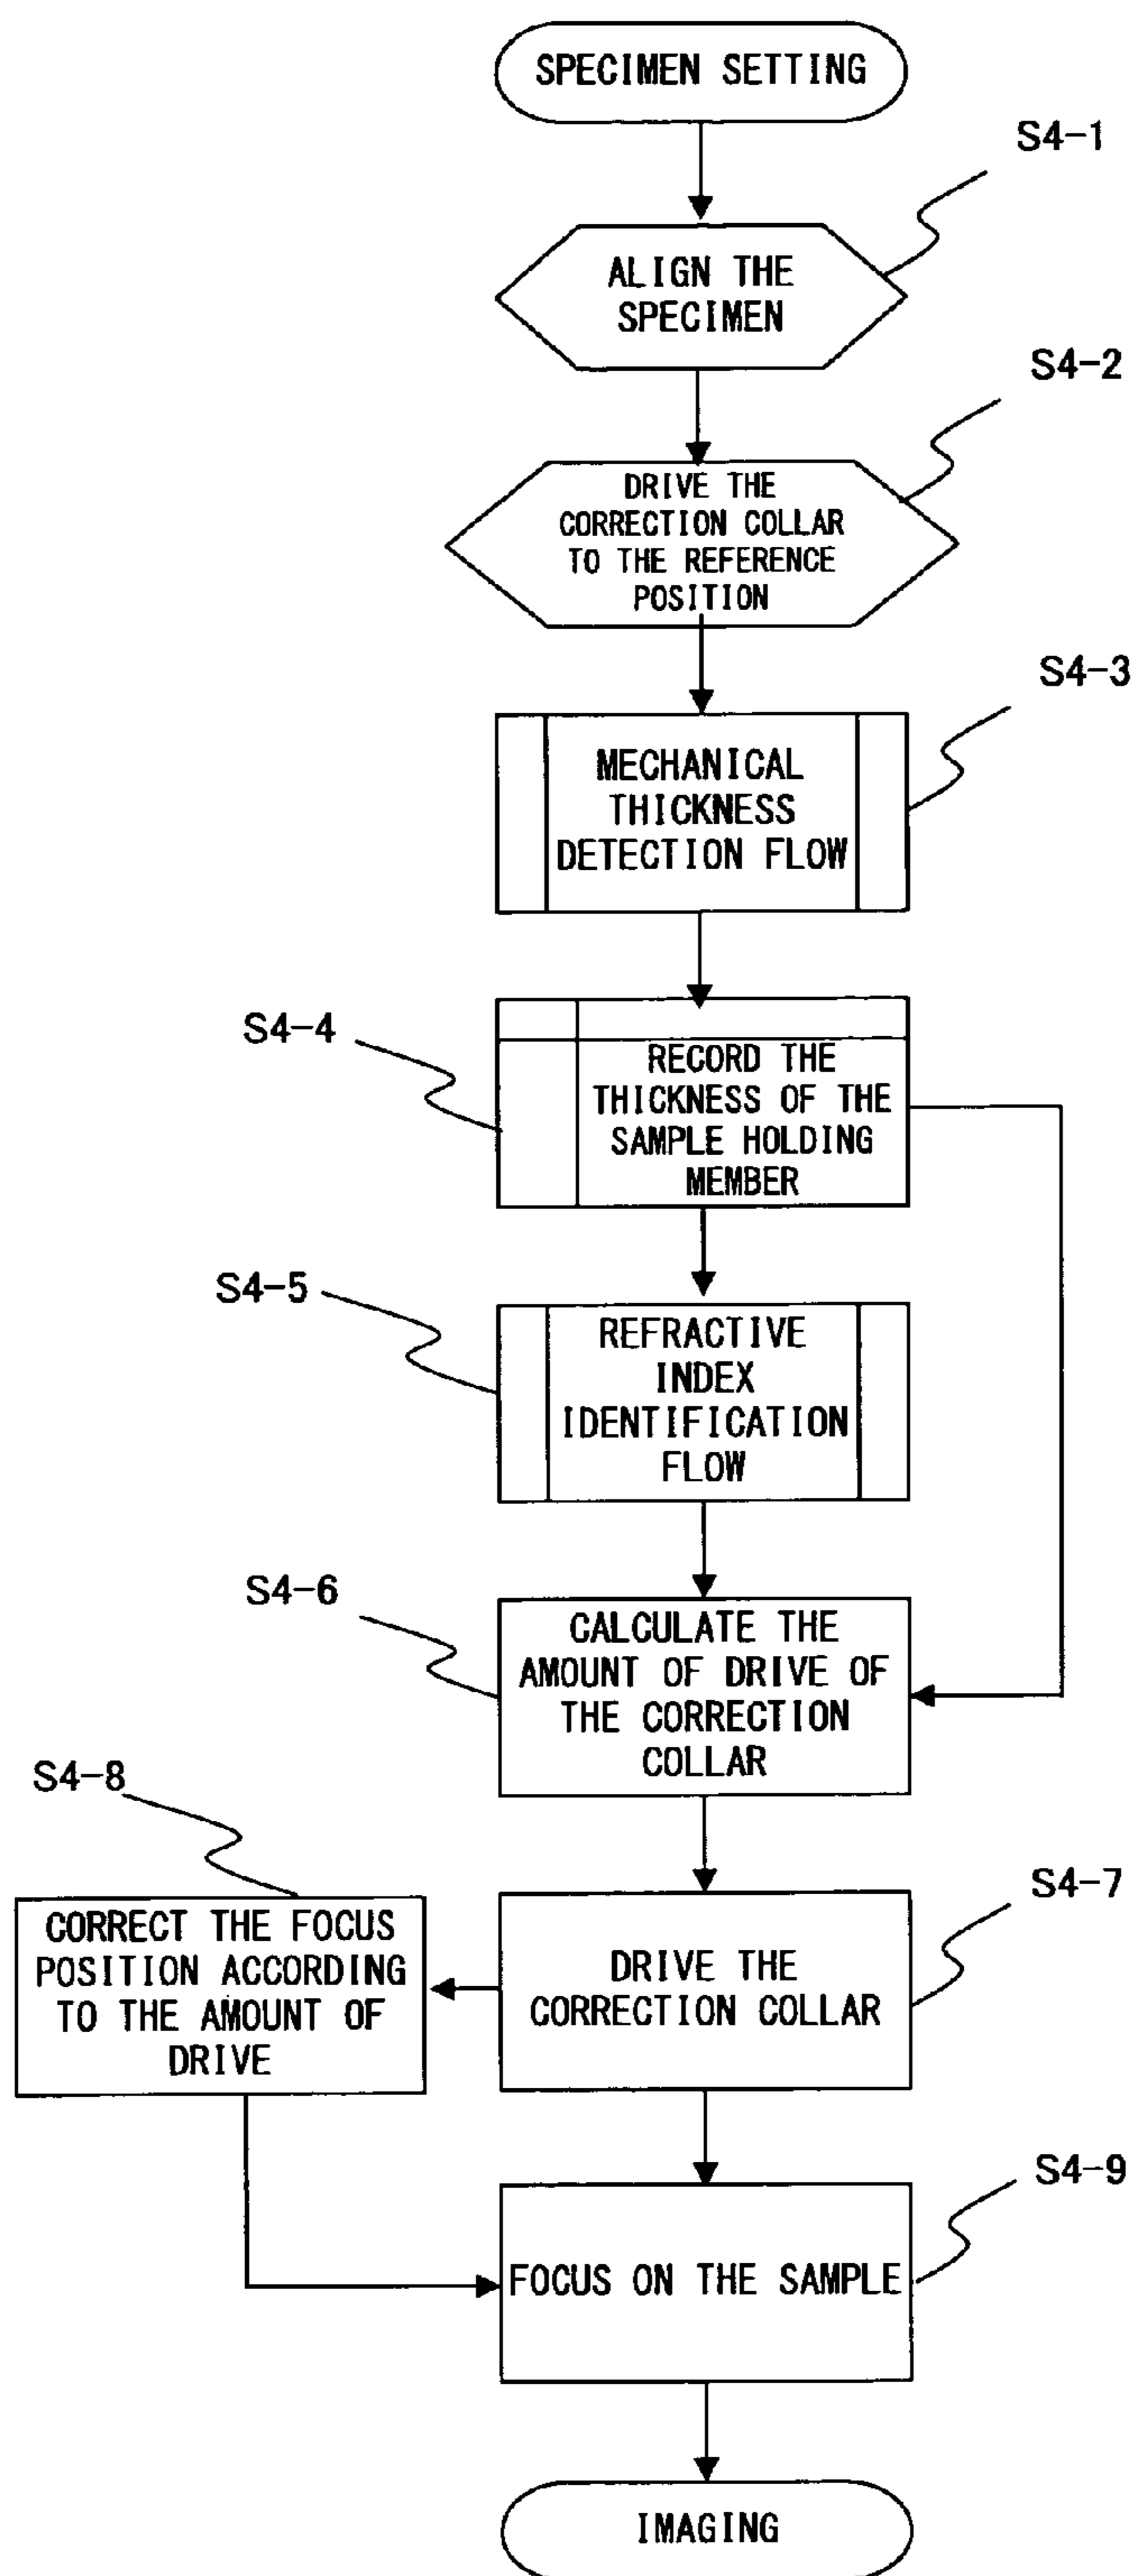 SPECIMEN SETTING
S4-1
ALIGN THE
SPECIMEN
S4-2
DRIVE THE
CORRECTION COLLAR
TO THE REFERENCE
POSITION
S4-3
MECHANICAL
THICKNESS
DETECTION FLOW
S4-4
RECORD THE
THICKNESS OF THE
SAMPLE HOLDING
MEMBER
S4-5
REFRACTIVE
INDEX
IDENTIFICATION
FLOW
S4-6
CALCULATE THE
AMOUNT OF DRIVE OF
THE CORRECTION
COLLAR
S4-8
CORRECT THE FOCUS
POSITION ACCORDING
TO THE AMOUNT OF
DRIVE
S4-7
DRIVE THE
CORRECTION COLLAR
S4-9
FOCUS ON THE SAMPLE
IMAGING